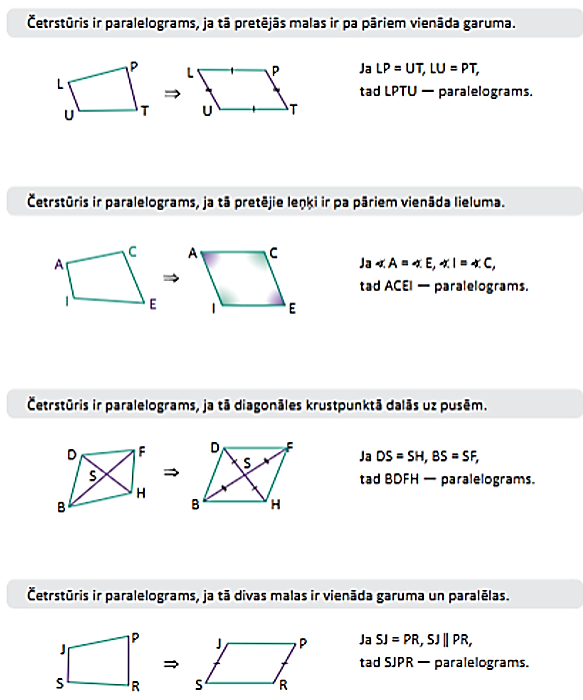 Četrstūris ir paralelograms, ja tā pretējās malas ir pa pāriem vienāda garuma.
L P U T ⇒ L P U T
Ja LP = UT, LU = PT,
tad LPTU — paralelograms.
Četrstūris ir paralelograms, ja tā pretējie leņķi ir pa pāriem vienāda lieluma.
A C I E ⇒ A C I E
Ja ∢ A = ∢ E, ∢ I = ∢ C,
tad ACEI — paralelograms.
Četrstūris ir paralelograms, ja tā diagonāles krustpunktā dalās uz pusēm.
D F S B H ⇒ D F S B H
Ja DS = SH, BS = SF,
tad BDFH — paralelograms.
Četrstūris ir paralelograms, ja tā divas malas ir vienāda garuma un paralēlas.
J P S R ⇒ J P S R
Ja SJ = PR, SJ ∥ PR,
tad SJPR — paralelograms.